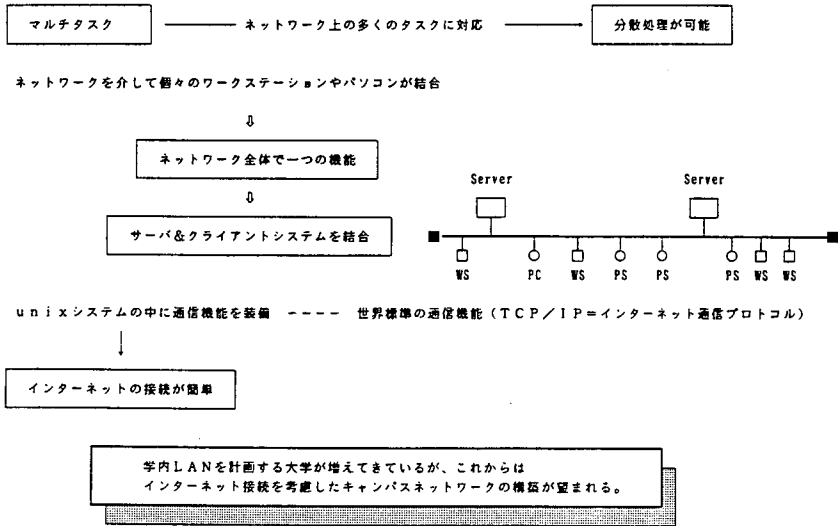 マルチタスク ネットワーク上の多くのタスクに対応 分散処理が可能
ネットワークを介して個々のワークステーションやパソコンが結合
⇩
ネットワーク全体で一つの機能
⇩
サーバ&クライアントシステムを結合
Server Server
WS PC WS PS PS PS WS WS
unixシステムの中に通信機能を装備 ---- 世界標準の通信機能(TCP/IP=インターネット通信プロトコル)
インターネットの接続が簡単
学内LANを計画する大学が増えてきているが、これからは
インターネット接続を考慮したキャンパスネットワークの構築が望まれる。